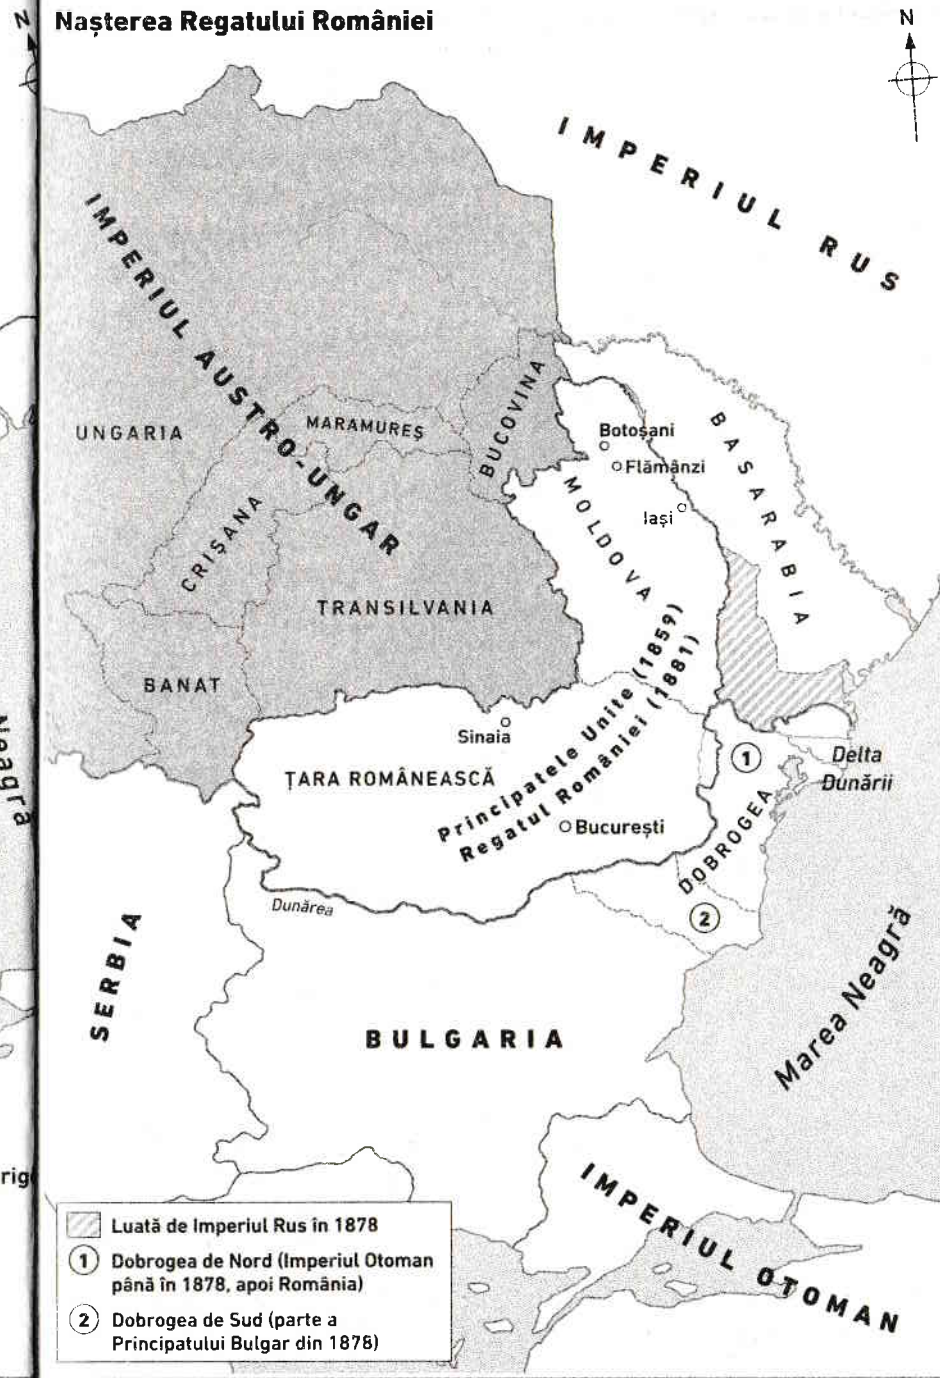 Nașterea Regatului României
N
N
IMPERIUL RUS
IMPERIUL AUSTRO-UNGAR
UNGARIA
MARAMUREȘ
BUCOVINA
CRIȘANA
TRANSILVANIA
BANAT
Botoșani
Flămânzi
Iași
MOLDOVA
BASARABIA
Principatele Unite (1859)
Regatul României (1881)
Sinaia
ȚARA ROMÂNEASCĂ
București
1
Delta
Dunării
DOBROGEA
2
Dunărea
SERBIA
BULGARIA
Marea Neagră
IMPERIUL OTOMAN
Neagră
Luată de Imperiul Rus în 1878
1 Dobrogea de Nord (Imperiul Otoman
până în 1878, apoi România)
2 Dobrogea de Sud (parte a
Principatului Bulgar din 1878)